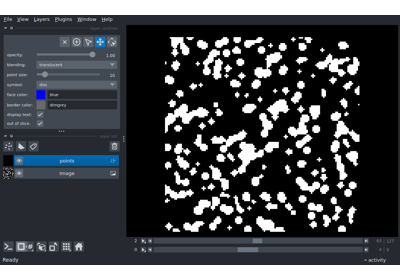 File View Layers Plugins Window Help
opacity: 1.00
blending: translucent
point size: 10
symbol: disc
face color: blue
border color: dimgrey
display text:
out of slice:
points
Image
2
0
Ready
activity